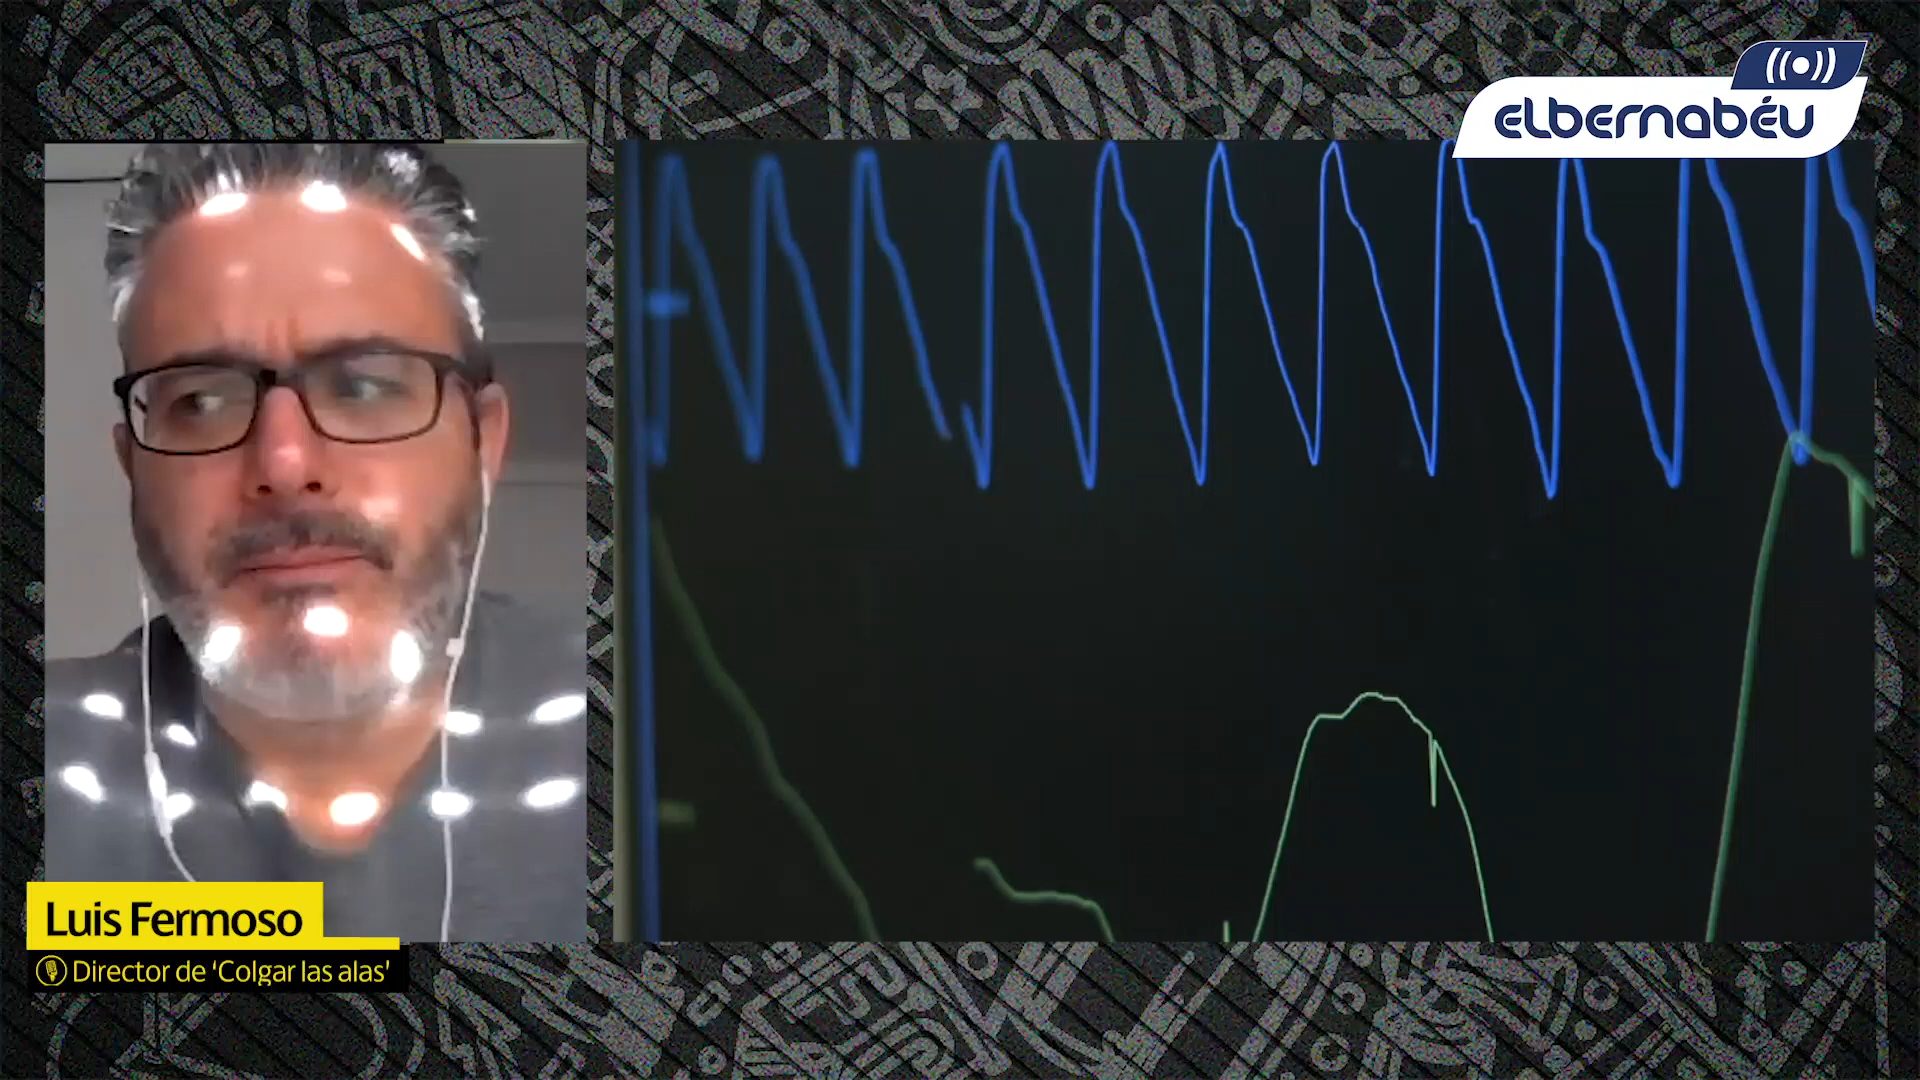 elbernabéu
Luis Fermoso
Director de ‘Colgar las alas’